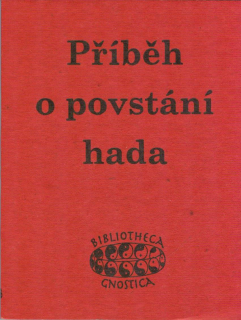 Příběh
o povstání
hada
BIBLIOTHECA
GNOSTICA